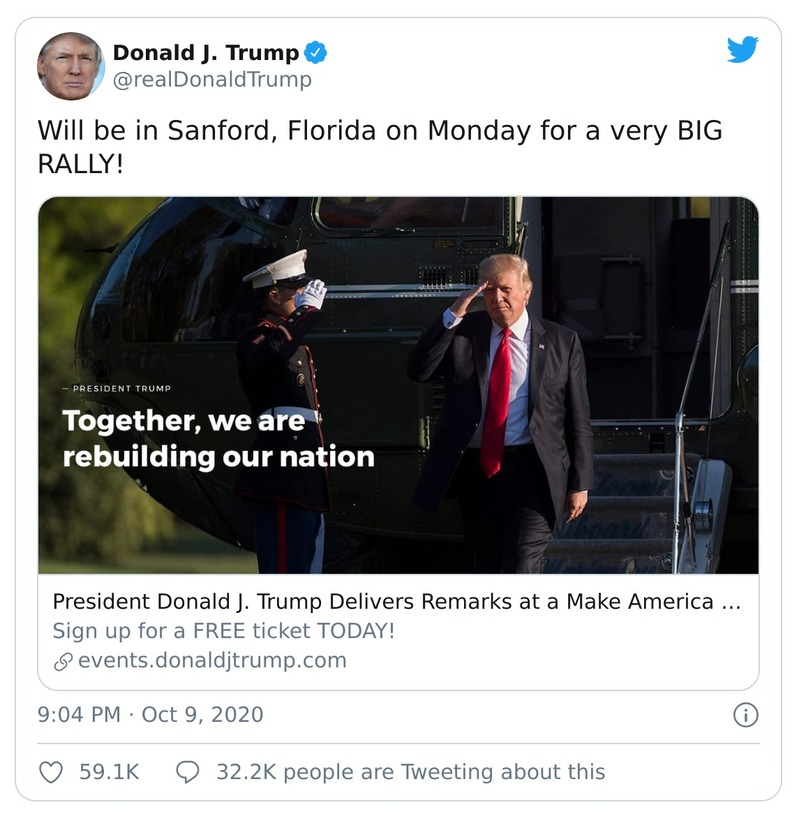 Donald J. Trump
@realDonaldTrump
Will be in Sanford, Florida on Monday for a very BIG
RALLY!
– PRESIDENT TRUMP
Together, we are
rebuilding our nation
President Donald J. Trump Delivers Remarks at a Make America ...
Sign up for a FREE ticket TODAY!
events.donaldjtrump.com
9:04 PM · Oct 9, 2020
59.1K
32.2K people are Tweeting about this